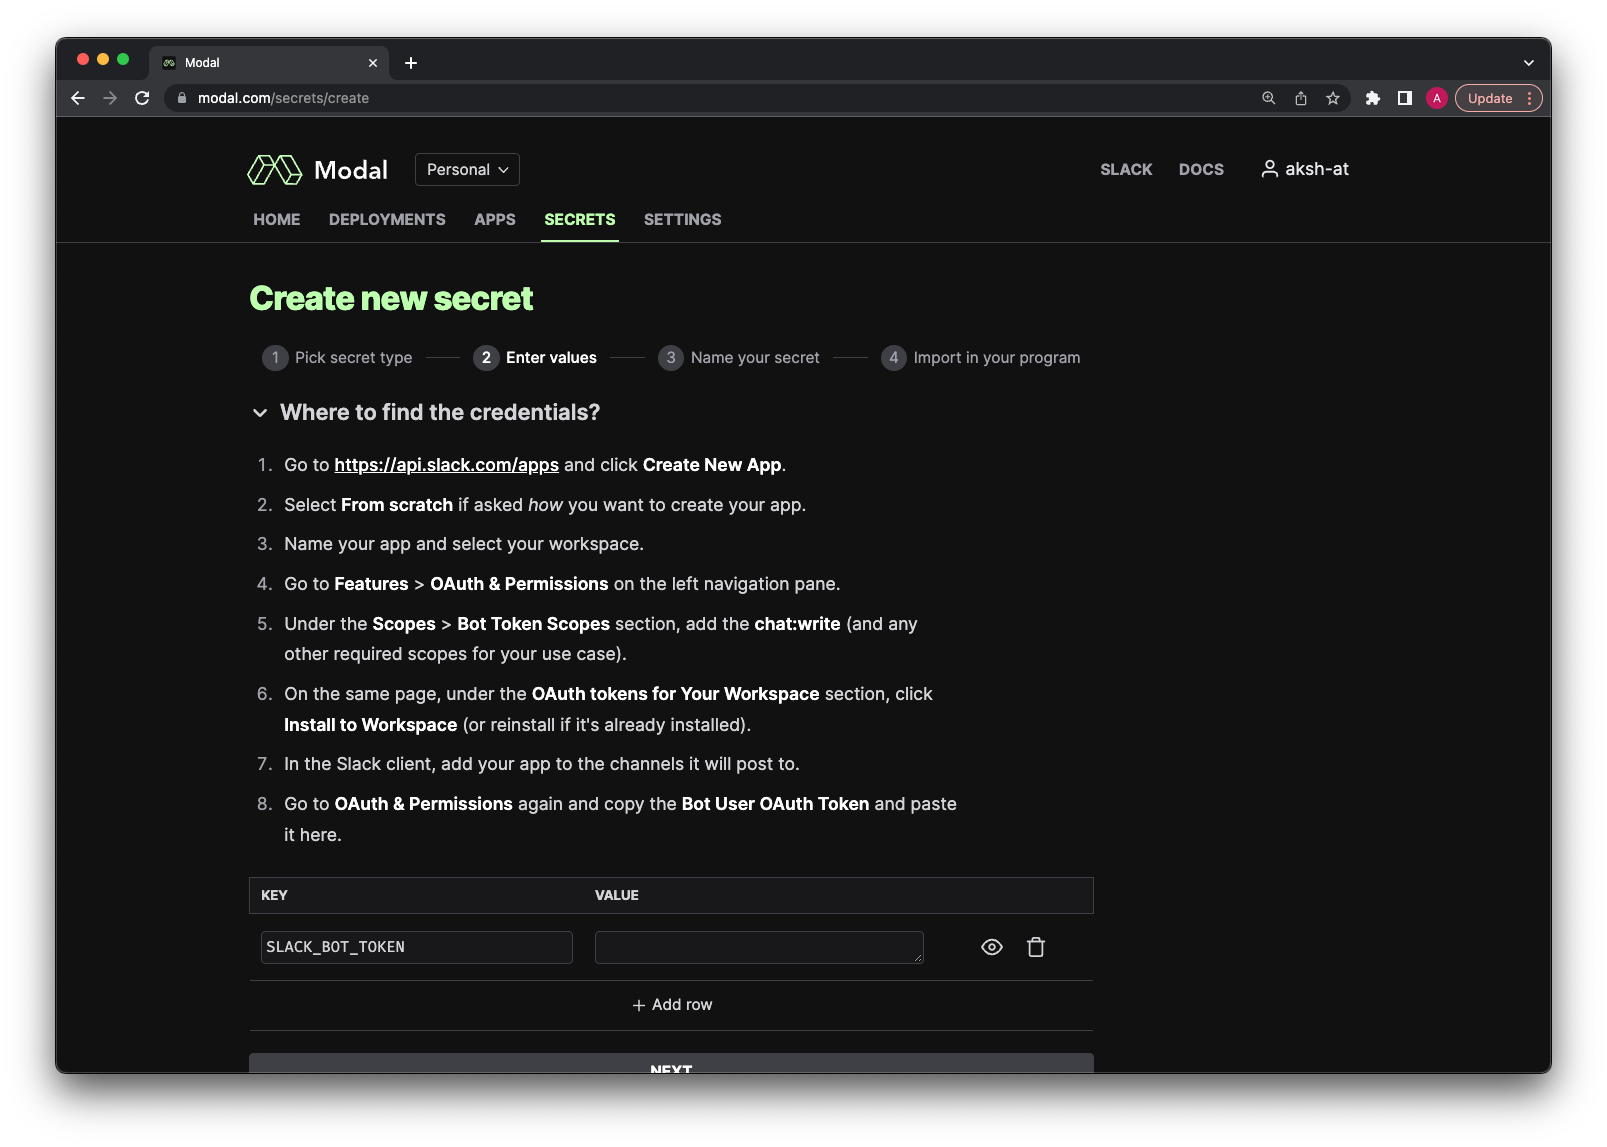 Modal
modal.com/secrets/create
A
Update
Modal
Personal
SLACK
DOCS
aksh-at
HOME
DEPLOYMENTS
APPS
SECRETS
SETTINGS
Create new secret
1 Pick secret type
2 Enter values
3 Name your secret
4 Import in your program
Where to find the credentials?
1. Go to https://api.slack.com/apps and click Create New App.
2. Select From scratch if asked how you want to create your app.
3. Name your app and select your workspace.
4. Go to Features > OAuth & Permissions on the left navigation pane.
5. Under the Scopes > Bot Token Scopes section, add the chat:write (and any
other required scopes for your use case).
6. On the same page, under the OAuth tokens for Your Workspace section, click
Install to Workspace (or reinstall if it's already installed).
7. In the Slack client, add your app to the channels it will post to.
8. Go to OAuth & Permissions again and copy the Bot User OAuth Token and paste
it here.
KEY
VALUE
SLACK_BOT_TOKEN
+ Add row
NEXT